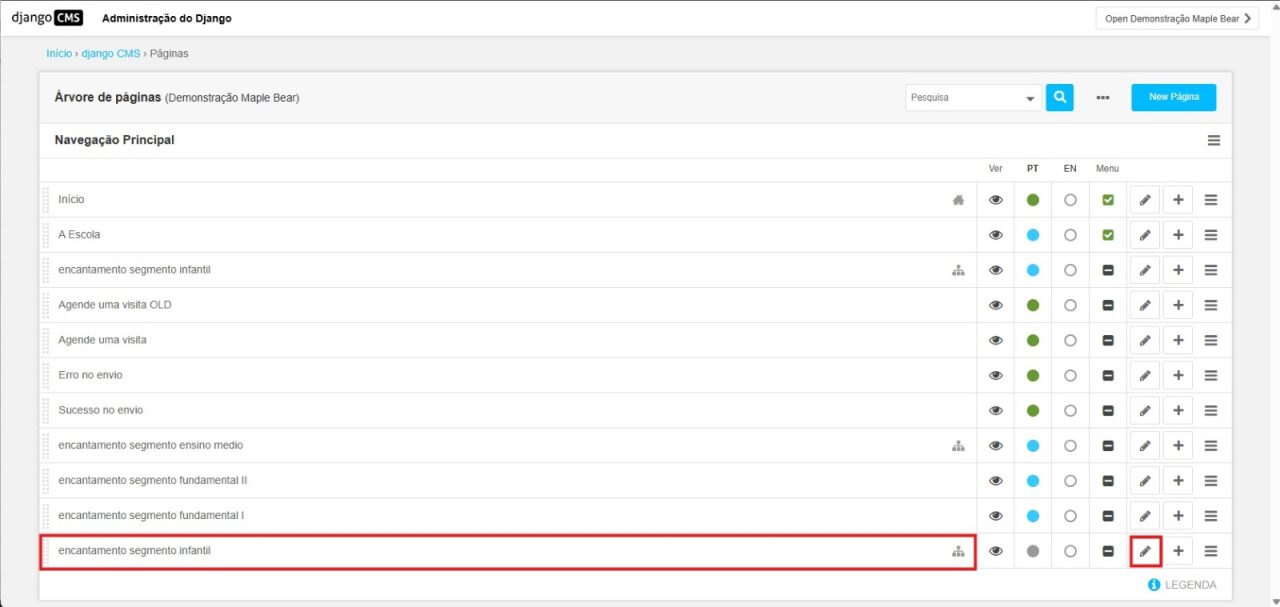 django CMS Administração do Django Open Demonstração Maple Bear
Início › django CMS › Páginas
Árvore de páginas (Demonstração Maple Bear) Pesquisa New Página
Navegação Principal
Ver PT EN Menu
Início
A Escola
encantamento segmento infantil
Agende uma visita OLD
Agende uma visita
Erro no envio
Sucesso no envio
encantamento segmento ensino medio
encantamento segmento fundamental II
encantamento segmento fundamental I
encantamento segmento infantil
LEGENDA